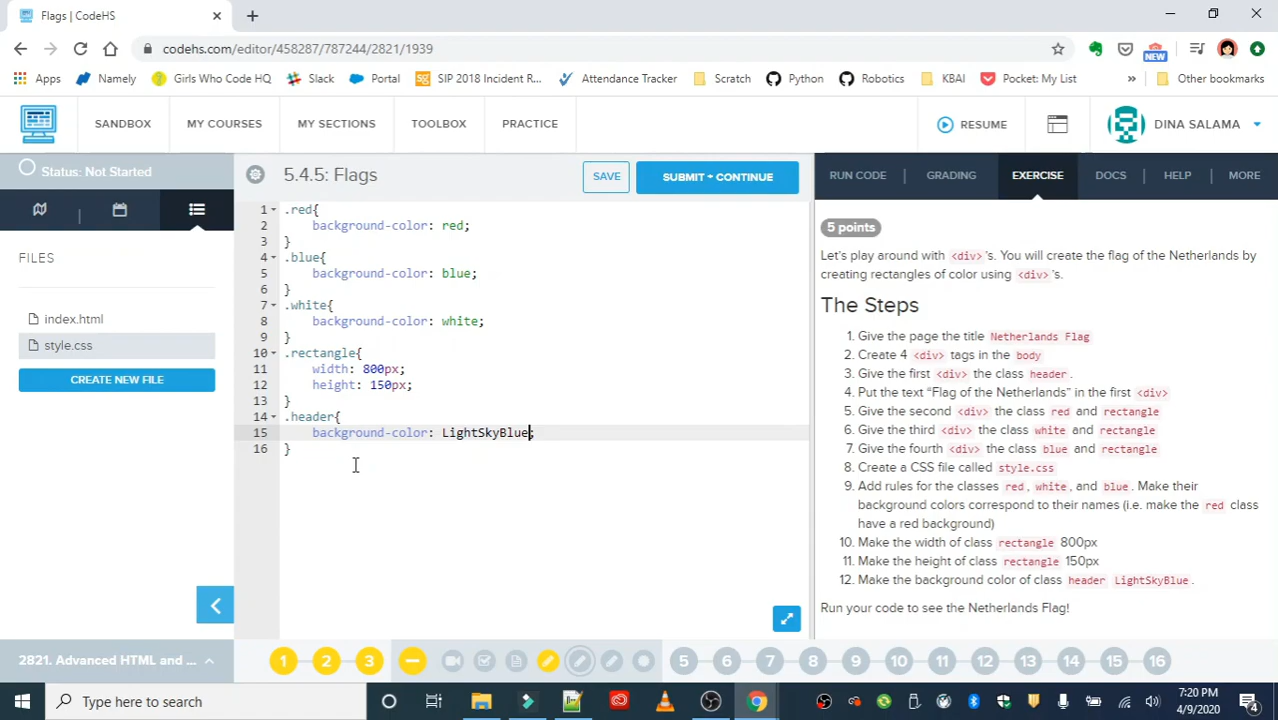 Flags | CodeHS
codehs.com/editor/458287/787244/2821/1939
NEW
Apps Namely Girls Who Code HQ Slack Portal SIP 2018 Incident R... Attendance Tracker Scratch Python Robotics KBAI Pocket: My List » Other bookmarks
SANDBOX MY COURSES MY SECTIONS TOOLBOX PRACTICE RESUME DINA SALAMA
Status: Not Started
5.4.5: Flags
SAVE
SUBMIT + CONTINUE
RUN CODE GRADING EXERCISE DOCS HELP MORE
FILES
index.html
style.css
CREATE NEW FILE
1 .red{
2 background-color: red;
3 }
4 .blue{
5 background-color: blue;
6 }
7 .white{
8 background-color: white;
9 }
10 .rectangle{
11 width: 800px;
12 height: 150px;
13 }
14 .header{
15 background-color: LightSkyBlue;
16 }
5 points
Let's play around with <div> 's. You will create the flag of the Netherlands by
creating rectangles of color using <div> 's.
The Steps
1. Give the page the title Netherlands Flag
2. Create 4 <div> tags in the body
3. Give the first <div> the class header .
4. Put the text “Flag of the Netherlands” in the first <div>
5. Give the second <div> the class red and rectangle
6. Give the third <div> the class white and rectangle
7. Give the fourth <div> the class blue and rectangle
8. Create a CSS file called style.css
9. Add rules for the classes red , white , and blue . Make their
background colors correspond to their names (i.e. make the red class
have a red background)
10. Make the width of class rectangle 800px
11. Make the height of class rectangle 150px
12. Make the background color of class header LightSkyBlue .
Run your code to see the Netherlands Flag!
2821. Advanced HTML and ...
1 2 3 5 6 7 8 9 10 11 12 13 14 15 16
Type here to search
7:20 PM
4/9/2020
4